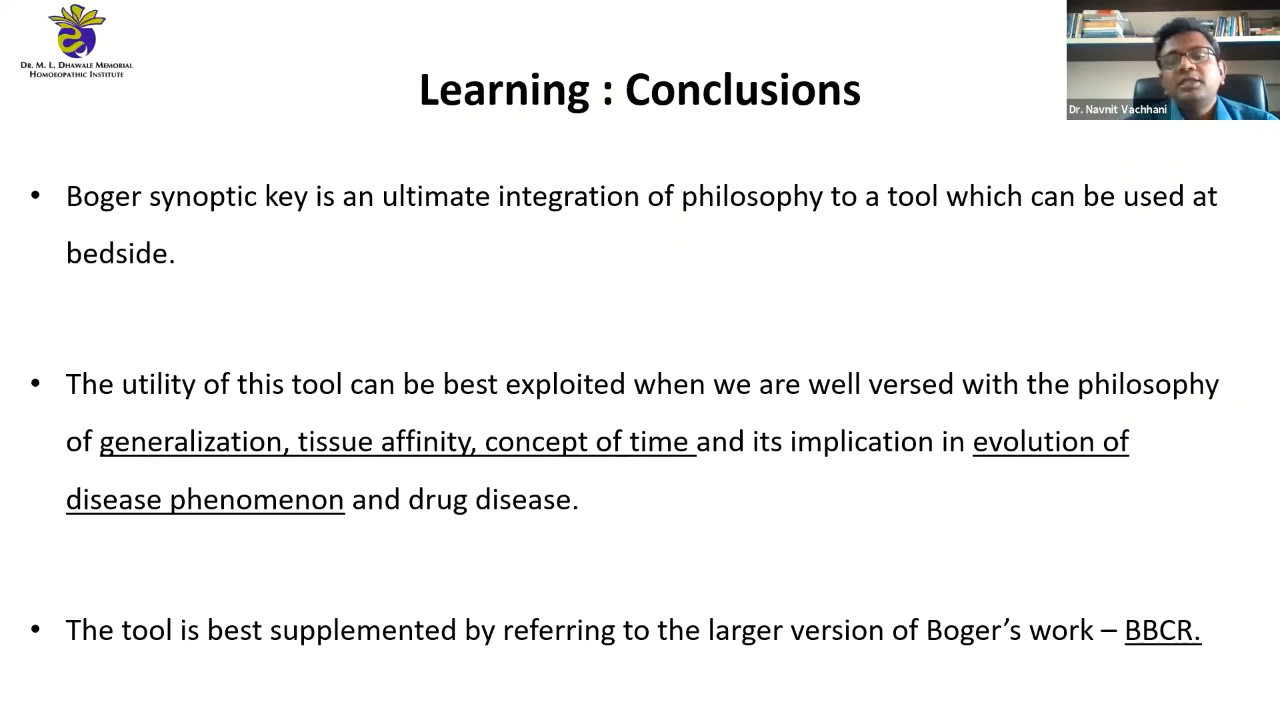 DR. M. L. DHAWALE MEMORIAL
HOMOEOPATHIC INSTITUTE
Learning : Conclusions
Dr. Navnit Vachhani
• Boger synoptic key is an ultimate integration of philosophy to a tool which can be used at
bedside.
• The utility of this tool can be best exploited when we are well versed with the philosophy
of generalization, tissue affinity, concept of time and its implication in evolution of
disease phenomenon and drug disease.
• The tool is best supplemented by referring to the larger version of Boger’s work – BBCR.